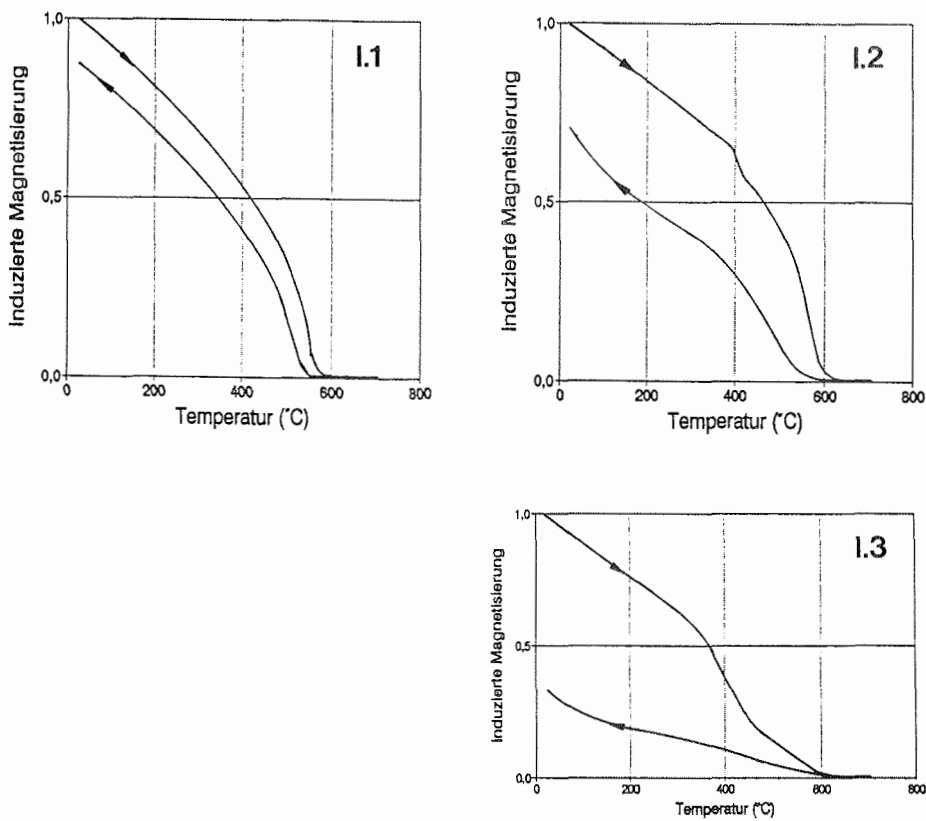 I.1
Induzierte Magnetisierung
1,0
0,5
0,0
0 200 400 600 800
Temperatur (°C)
I.2
Induzierte Magnetisierung
1,0
0,5
0,0
0 200 400 600 800
Temperatur (°C)
I.3
Induzierte Magnetisierung
1,0
0,5
0,0
0 200 400 600 800
Temperatur (°C)